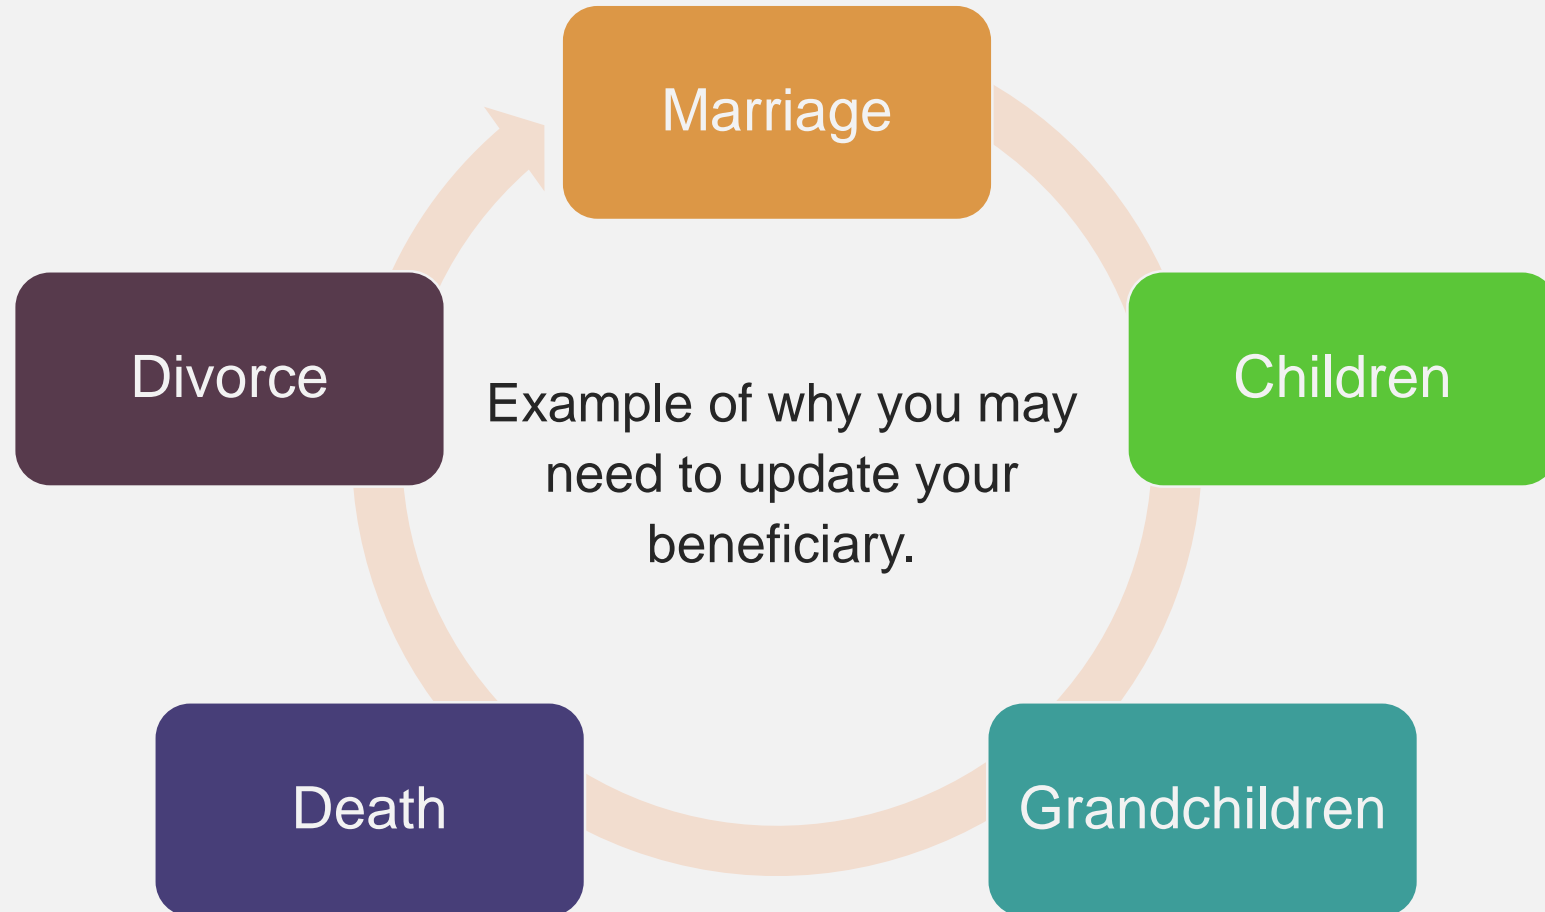 Marriage
Children
Grandchildren
Death
Divorce
Example of why you may
need to update your
beneficiary.